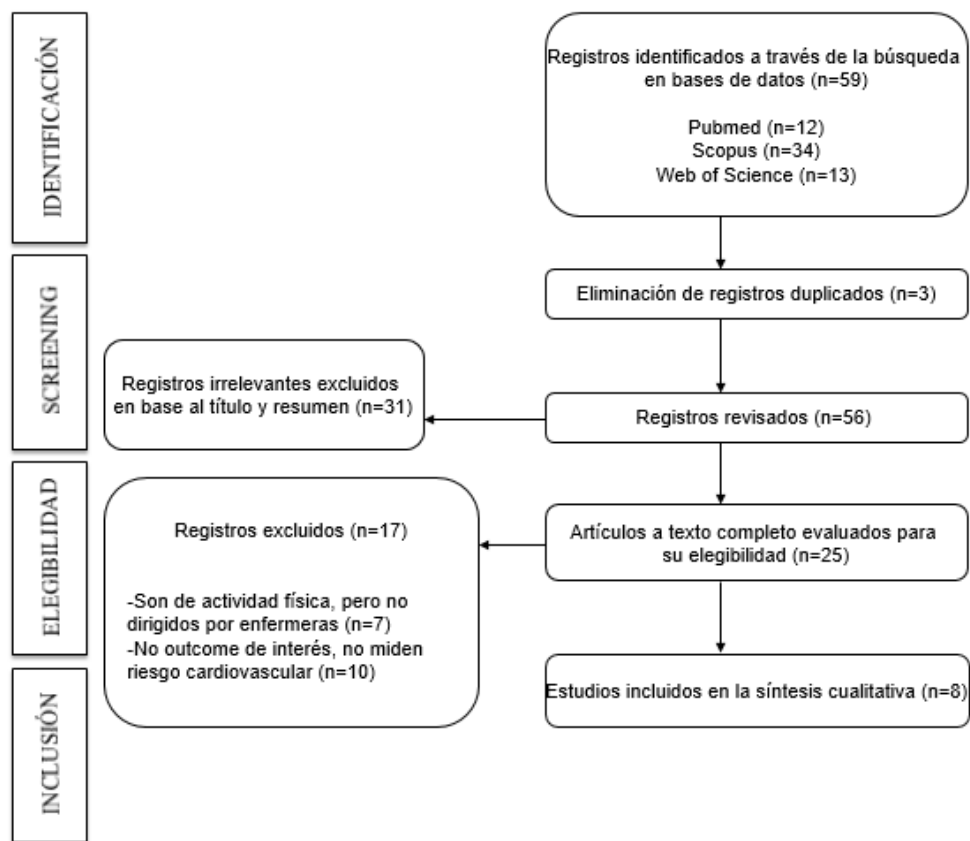 IDENTIFICACIÓN
Registros identificados a través de la búsqueda
en bases de datos (n=59)
Pubmed (n=12)
Scopus (n=34)
Web of Science (n=13)
SCREENING
Eliminación de registros duplicados (n=3)
Registros irrelevantes excluidos
en base al título y resumen (n=31)
Registros revisados (n=56)
ELEGIBILIDAD
Registros excluidos (n=17)
-Son de actividad física, pero no
dirigidos por enfermeras (n=7)
-No outcome de interés, no miden
riesgo cardiovascular (n=10)
Artículos a texto completo evaluados para
su elegibilidad (n=25)
INCLUSIÓN
Estudios incluidos en la síntesis cualitativa (n=8)